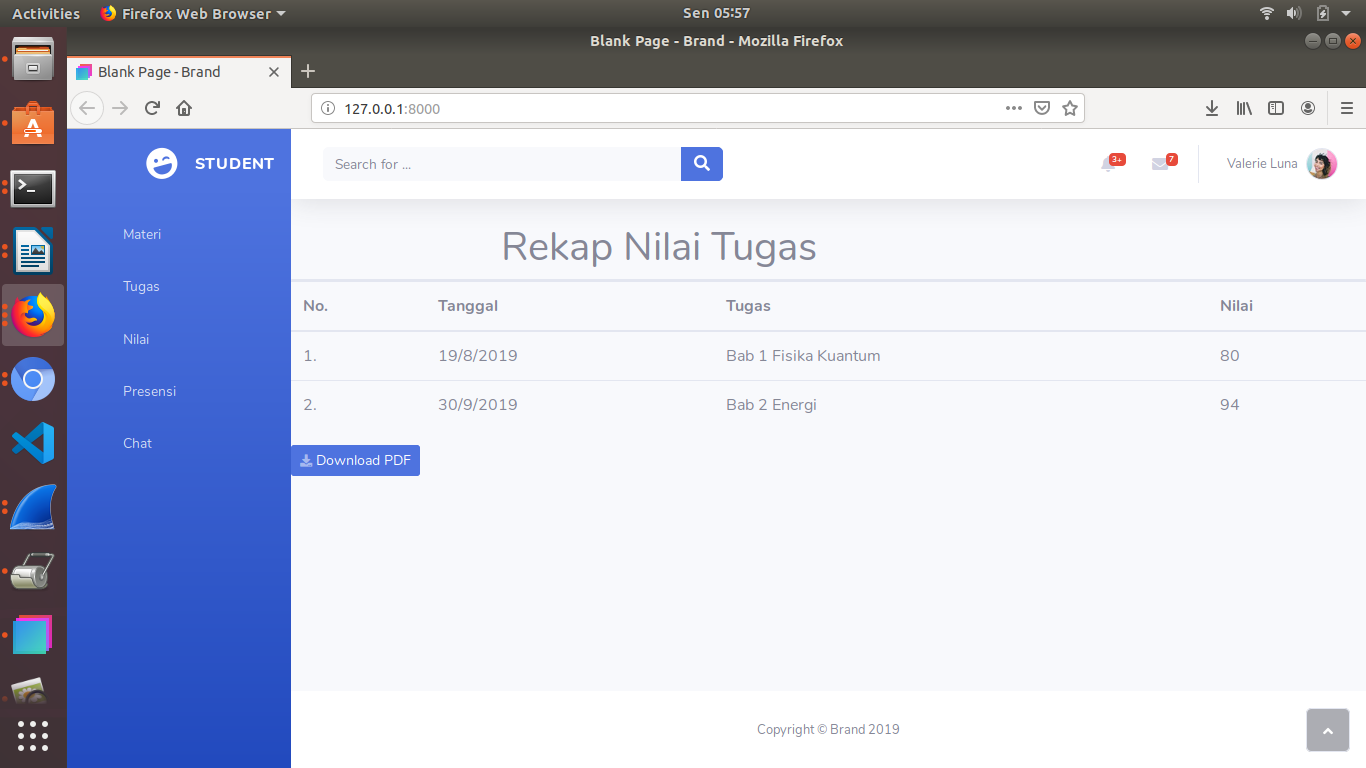 Activities Firefox Web Browser Sen 05:57
Blank Page - Brand - Mozilla Firefox
Blank Page - Brand
127.0.0.1:8000
STUDENT
Search for ...
3+
7
Valerie Luna
Materi
Tugas
Nilai
Presensi
Chat
Rekap Nilai Tugas
No. Tanggal Tugas Nilai
1. 19/8/2019 Bab 1 Fisika Kuantum 80
2. 30/9/2019 Bab 2 Energi 94
Download PDF
Copyright © Brand 2019